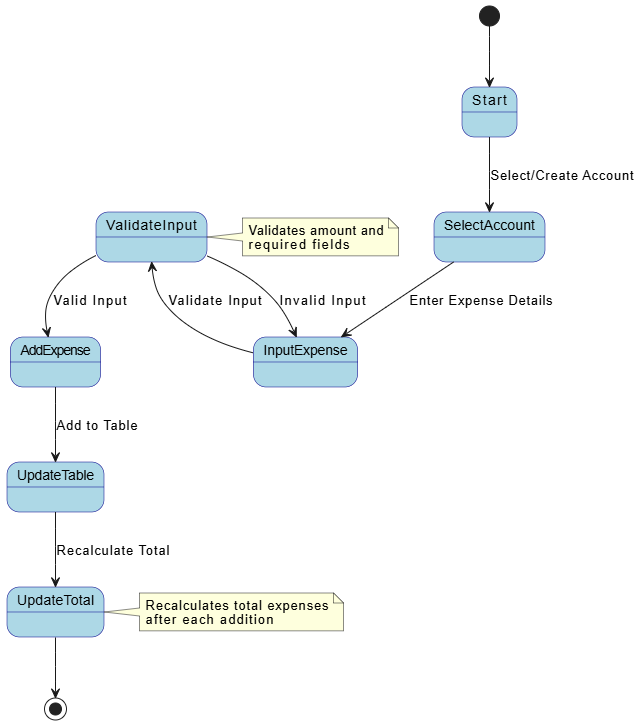 Start
Select/Create Account
ValidateInput
Validates amount and
required fields
SelectAccount
Valid Input
Validate Input
Invalid Input
Enter Expense Details
AddExpense
InputExpense
Add to Table
UpdateTable
Recalculate Total
UpdateTotal
Recalculates total expenses
after each addition